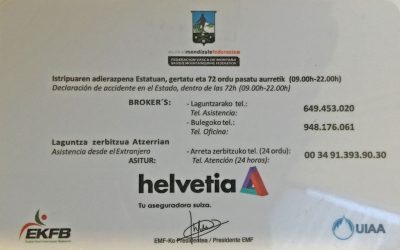 euskalmendizalefederazioa
FEDERACIÓN VASCA DE MONTAÑA
BASQUE MOUNTAINEERING FEDERATION
Istripuaren adierazpena Estatuan, gertatu eta 72 ordu pasatu aurretik (09.00h-22.00h)
Declaración de accidente en el Estado, dentro de las 72h (09.00h-22.00h)
BROKER´S:
- Laguntzarako tel.:
Tel. Asistencia:
649.453.020
- Bulegoko tel.:
Tel. Oficina:
948.176.061
Laguntza zerbitzua Atzerrian
Asistencia desde el Extranjero
ASITUR:
- Arreta zerbitzuko tel. (24 ordu):
Tel. Atención (24 horas):
00 34 91.393.90.30
helvetia
Tu aseguradora suiza.
EKFB
EMF-Ko Presidentea / Presidente EMF
UIAA